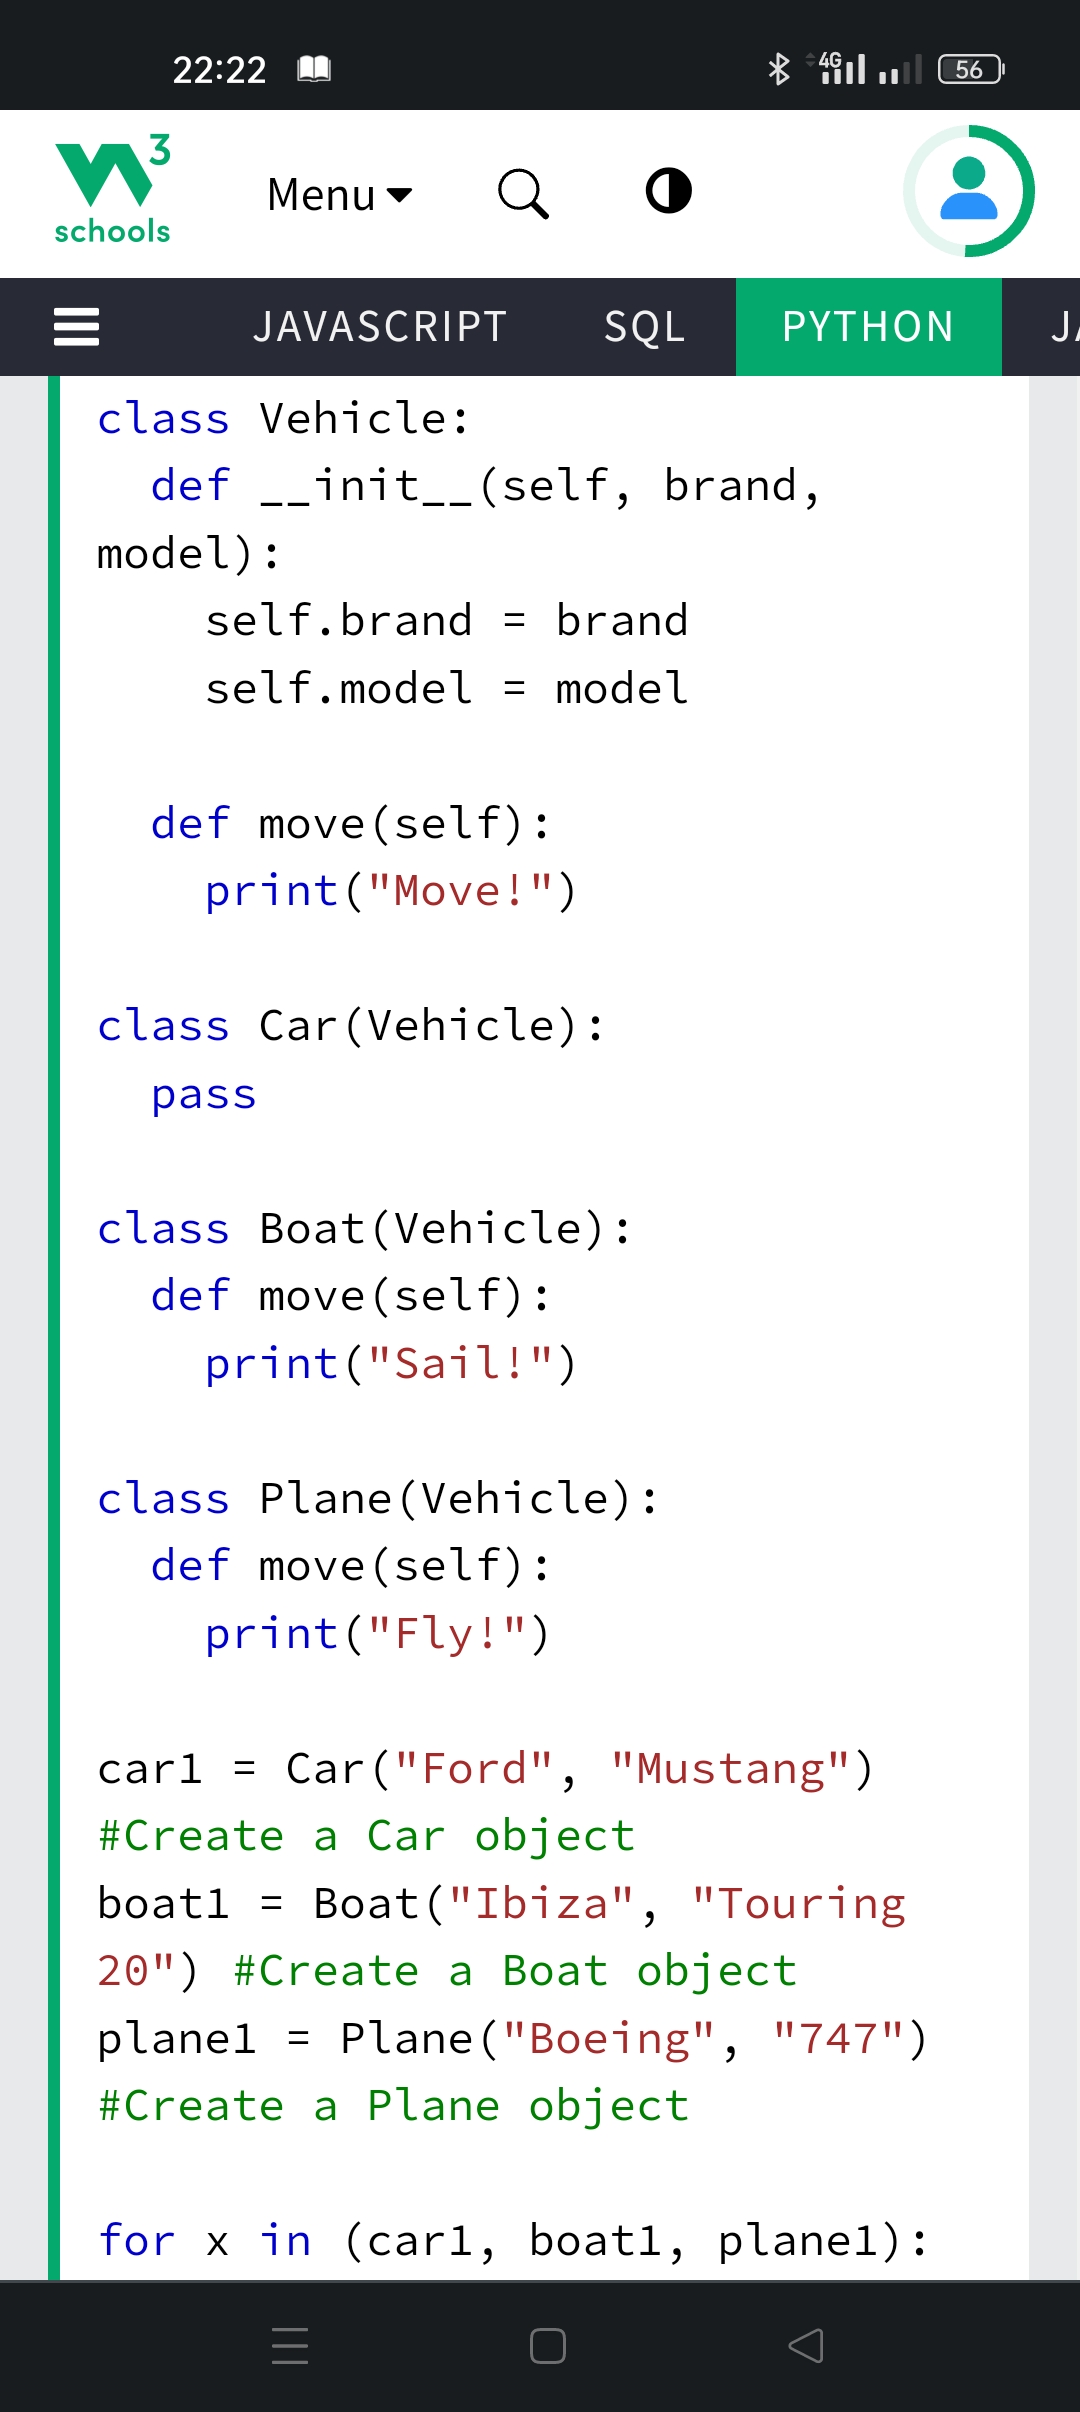 22:22
4G
56
W3
schools
Menu
JAVASCRIPT SQL PYTHON JA
class Vehicle:
  def __init__(self, brand,
model):
    self.brand = brand
    self.model = model

  def move(self):
    print("Move!")

class Car(Vehicle):
  pass

class Boat(Vehicle):
  def move(self):
    print("Sail!")

class Plane(Vehicle):
  def move(self):
    print("Fly!")

car1 = Car("Ford", "Mustang")
#Create a Car object
boat1 = Boat("Ibiza", "Touring
20") #Create a Boat object
plane1 = Plane("Boeing", "747")
#Create a Plane object

for x in (car1, boat1, plane1):